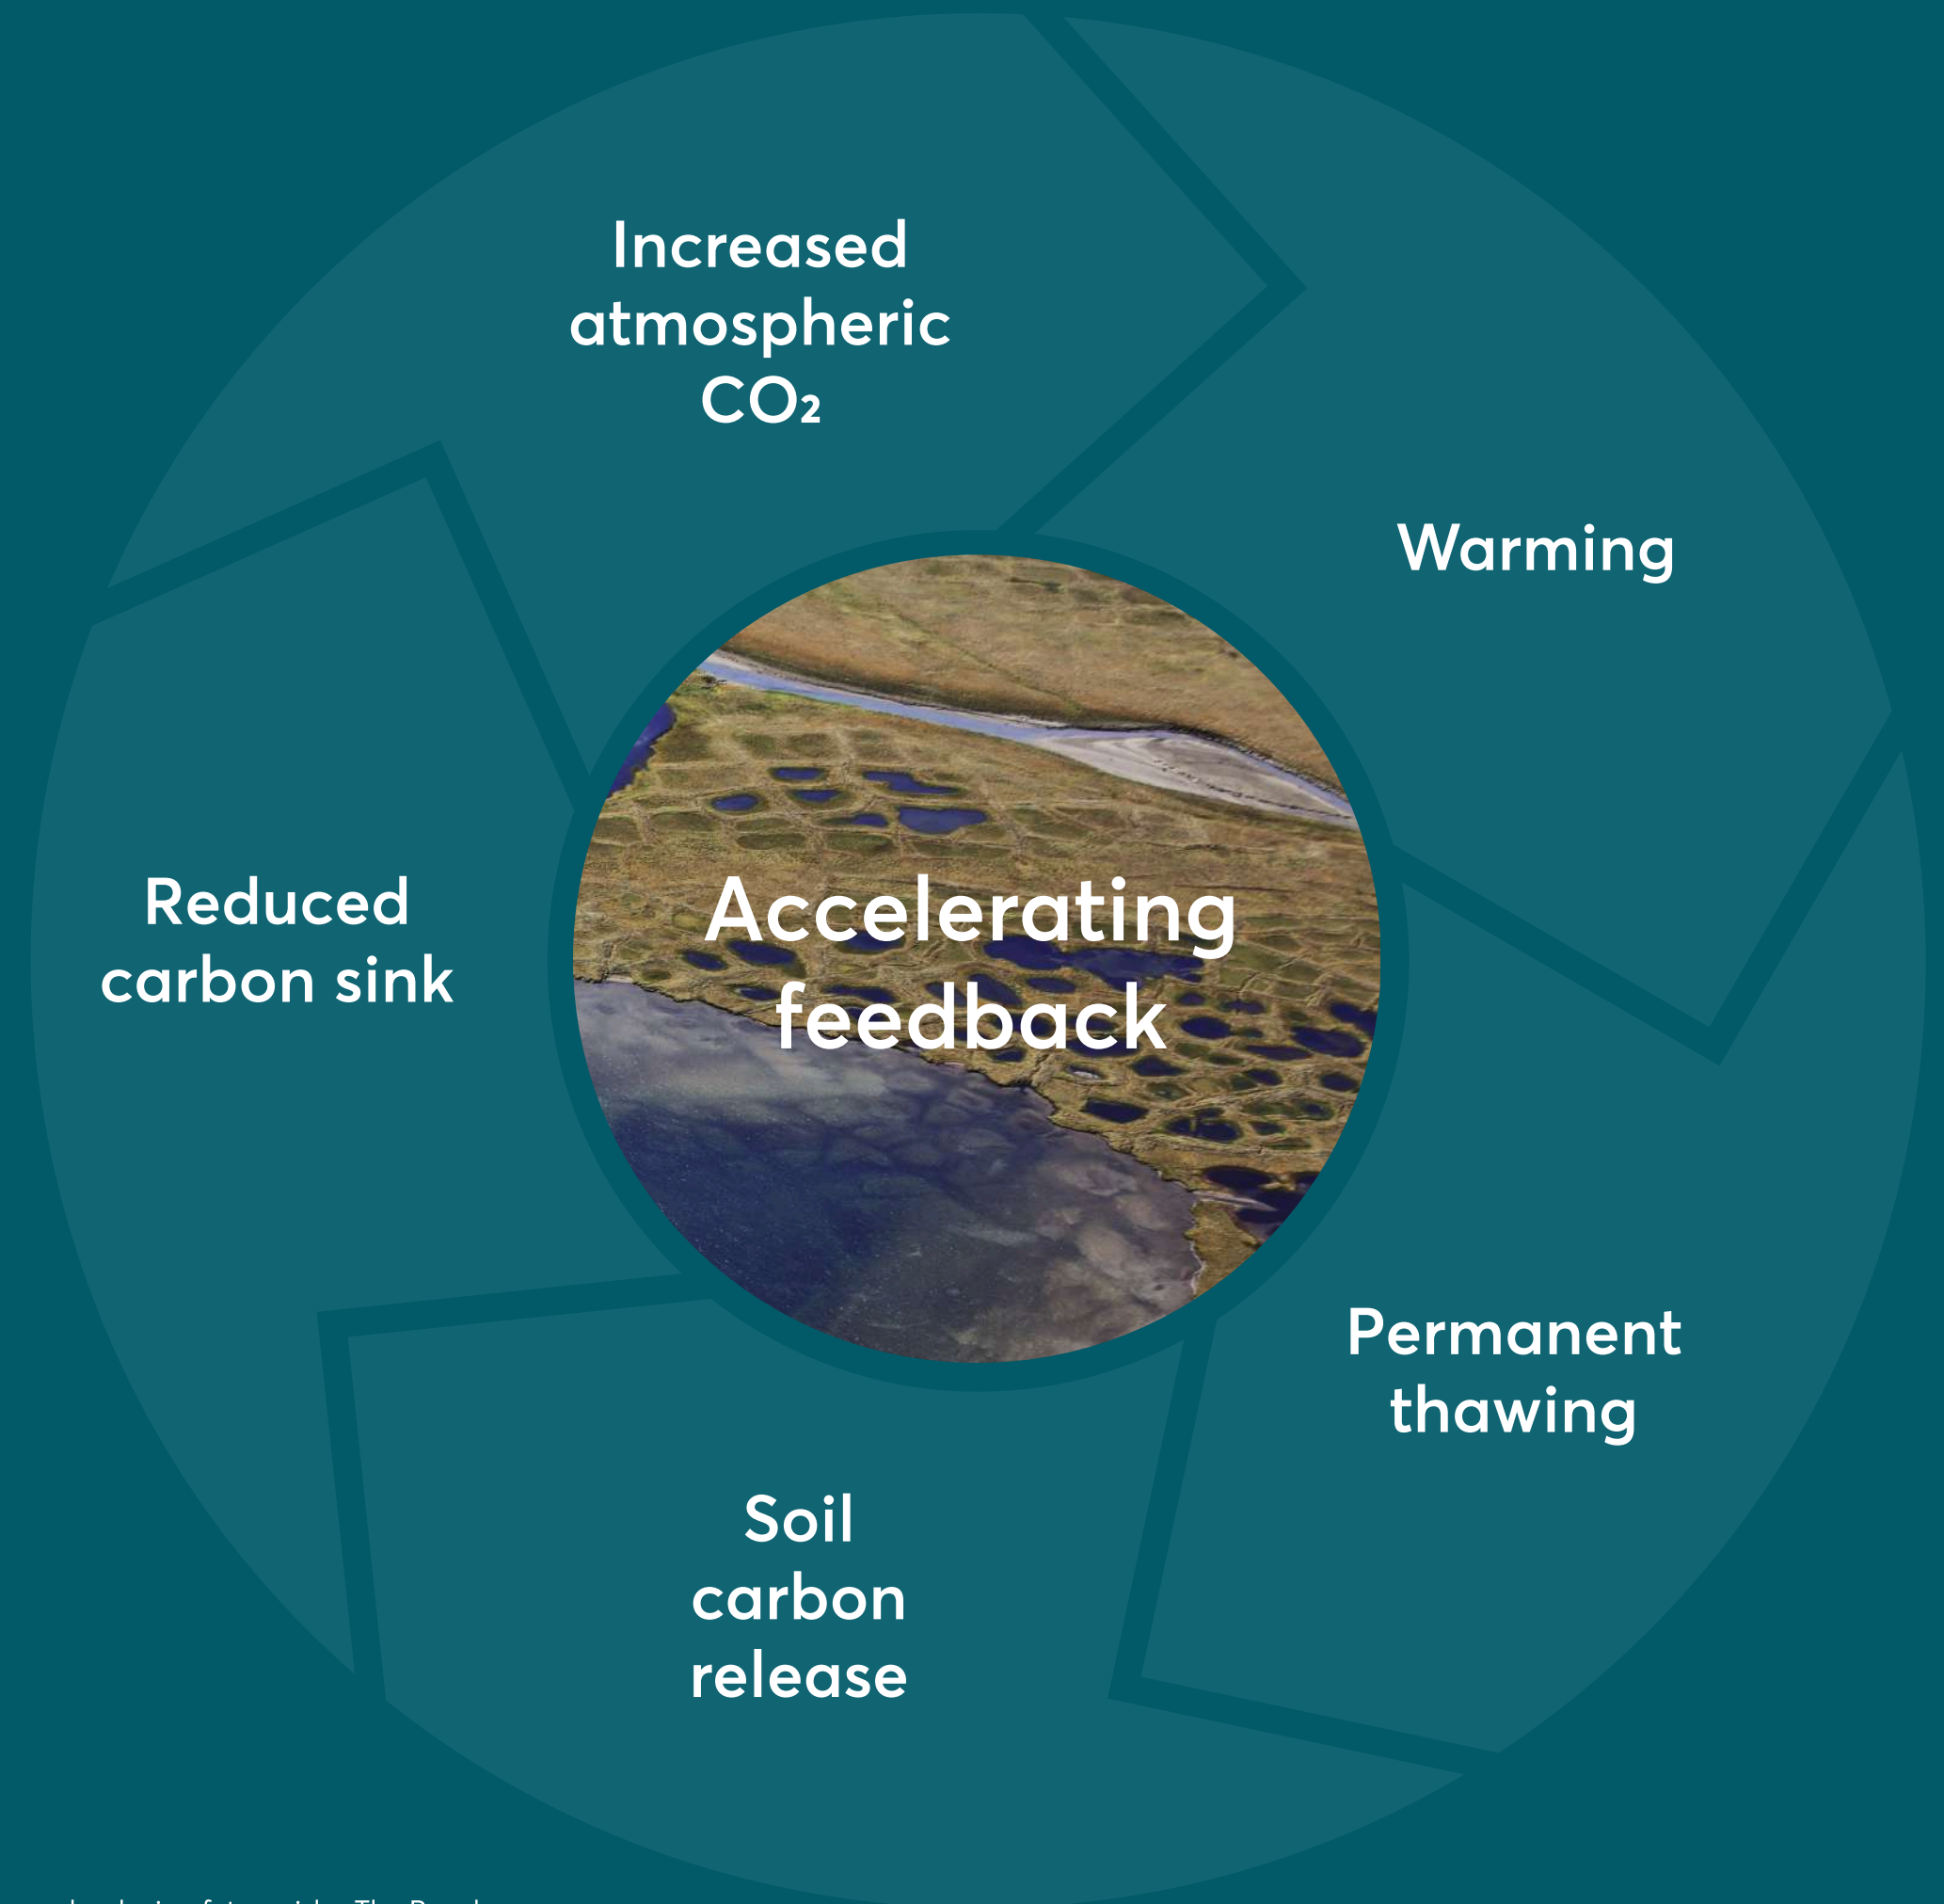 Increased
atmospheric
CO₂
Warming
Reduced
carbon sink
Accelerating
feedback
Permanent
thawing
Soil
carbon
release